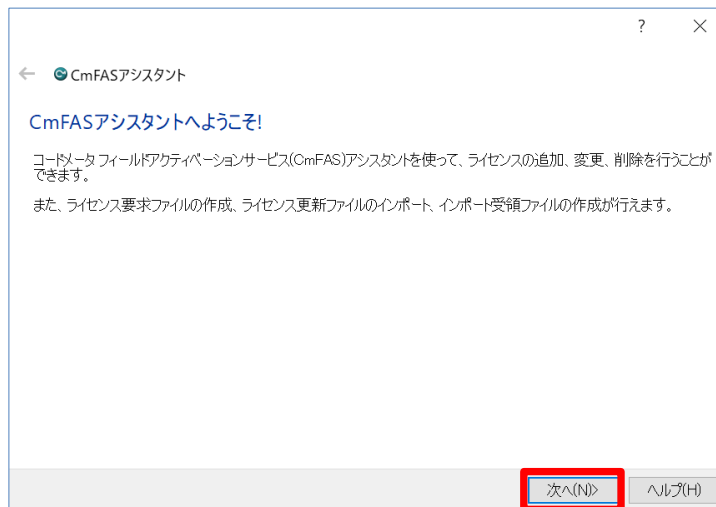 ?
CmFASアシスタント
CmFASアシスタントへようこそ!
コードメータ フィールドアクティベーションサービス(CmFAS)アシスタントを使って、ライセンスの追加、変更、削除を行うことが
できます。
また、ライセンス要求ファイルの作成、ライセンス更新ファイルのインポート、インポート受領ファイルの作成が行えます。
次へ(N)> ヘルプ(H)